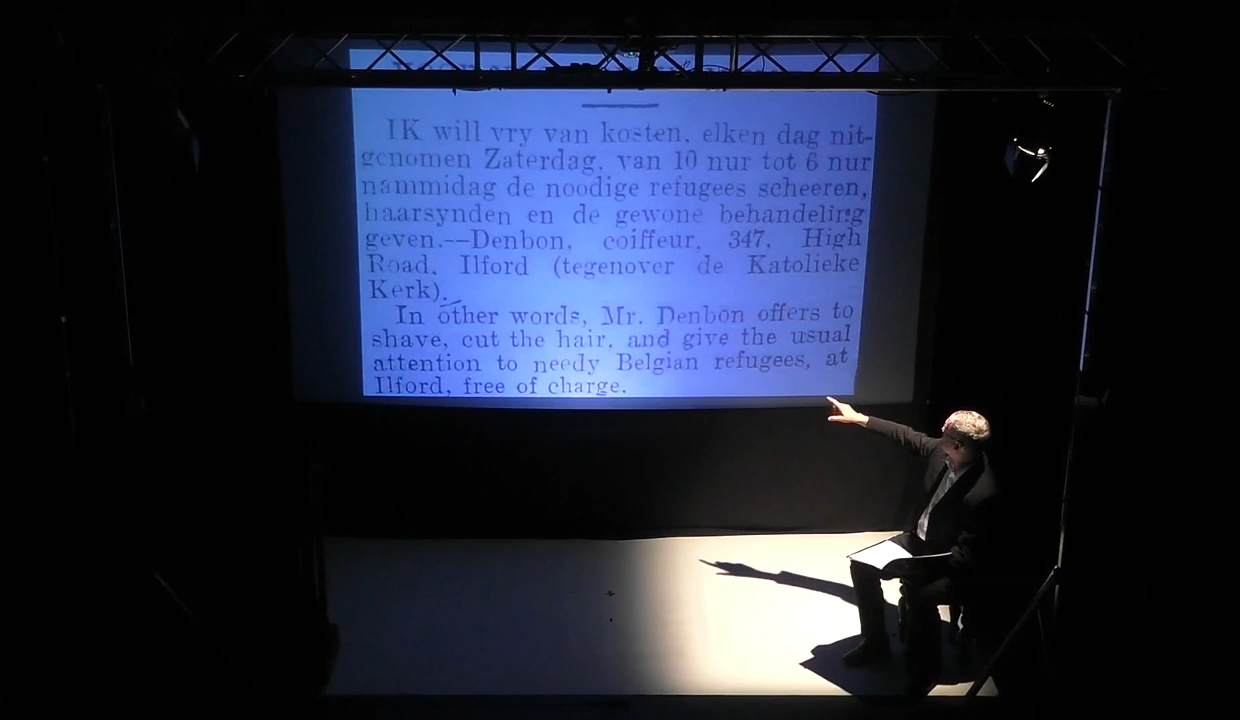 IK will vry van kosten, elken dag nit-
genomen Zaterdag, van 10 nur tot 6 nur
nammidag de noodige refugees scheeren,
haarsynden en de gewone behandeling
geven.—Denbon, coiffeur, 347, High
Road, Ilford (tegenover de Katolieke
Kerk).
In other words, Mr. Denbon offers to
shave, cut the hair, and give the usual
attention to needy Belgian refugees, at
Ilford, free of charge.